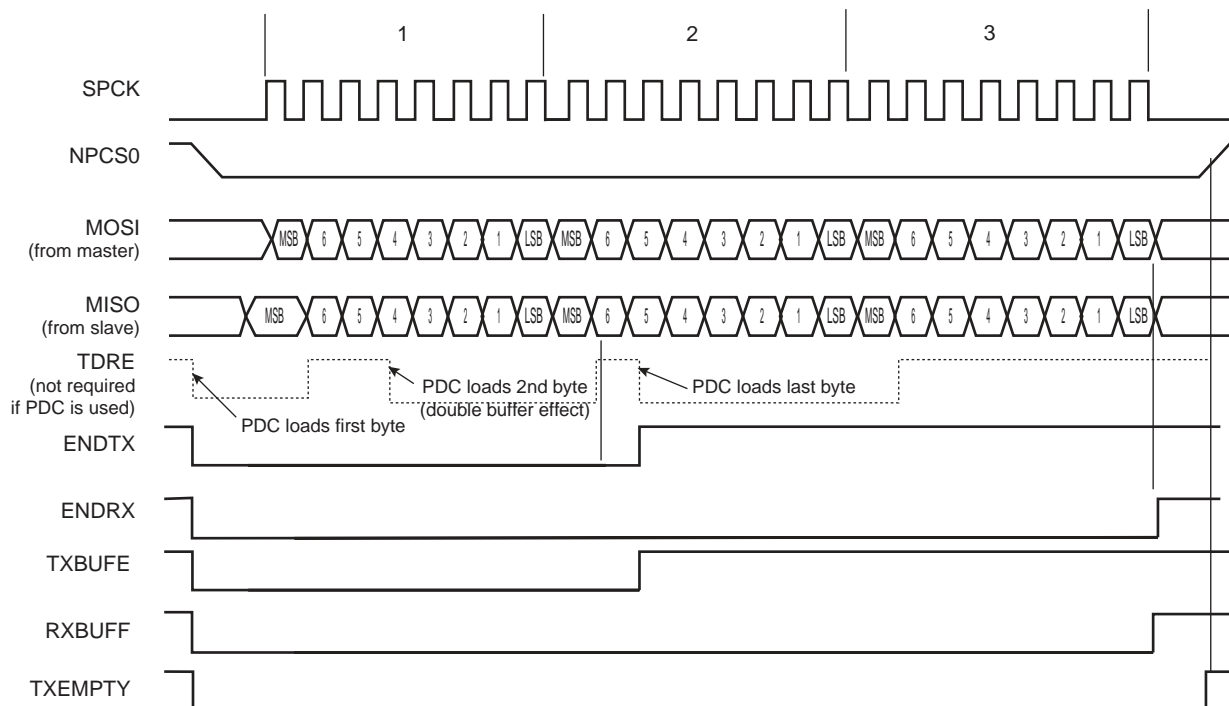 1 2 3
SPCK
NPCS0
MOSI
(from master)
MSB 6 5 4 3 2 1 LSB MSB 6 5 4 3 2 1 LSB MSB 6 5 4 3 2 1 LSB
MISO
(from slave)
MSB 6 5 4 3 2 1 LSB MSB 6 5 4 3 2 1 LSB MSB 6 5 4 3 2 1 LSB
TDRE
(not required
if PDC is used)
PDC loads first byte
PDC loads 2nd byte
(double buffer effect)
PDC loads last byte
ENDTX
ENDRX
TXBUFE
RXBUFF
TXEMPTY